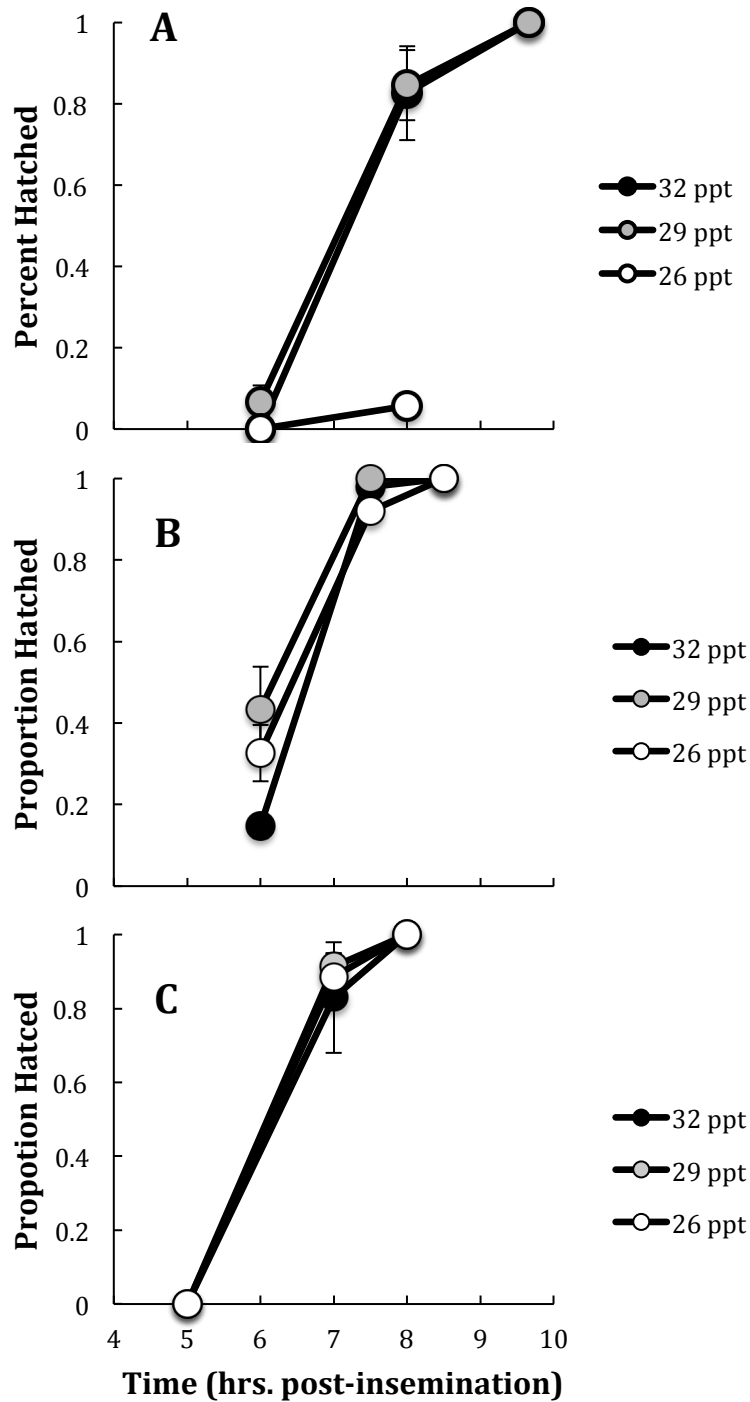 A
Percent Hatched
1
0.8
0.6
0.4
0.2
0
32 ppt
29 ppt
26 ppt
B
Proportion Hatched
1
0.8
0.6
0.4
0.2
0
32 ppt
29 ppt
26 ppt
C
Propotion Hatced
1
0.8
0.6
0.4
0.2
0
32 ppt
29 ppt
26 ppt
4 5 6 7 8 9 10
Time (hrs. post-insemination)